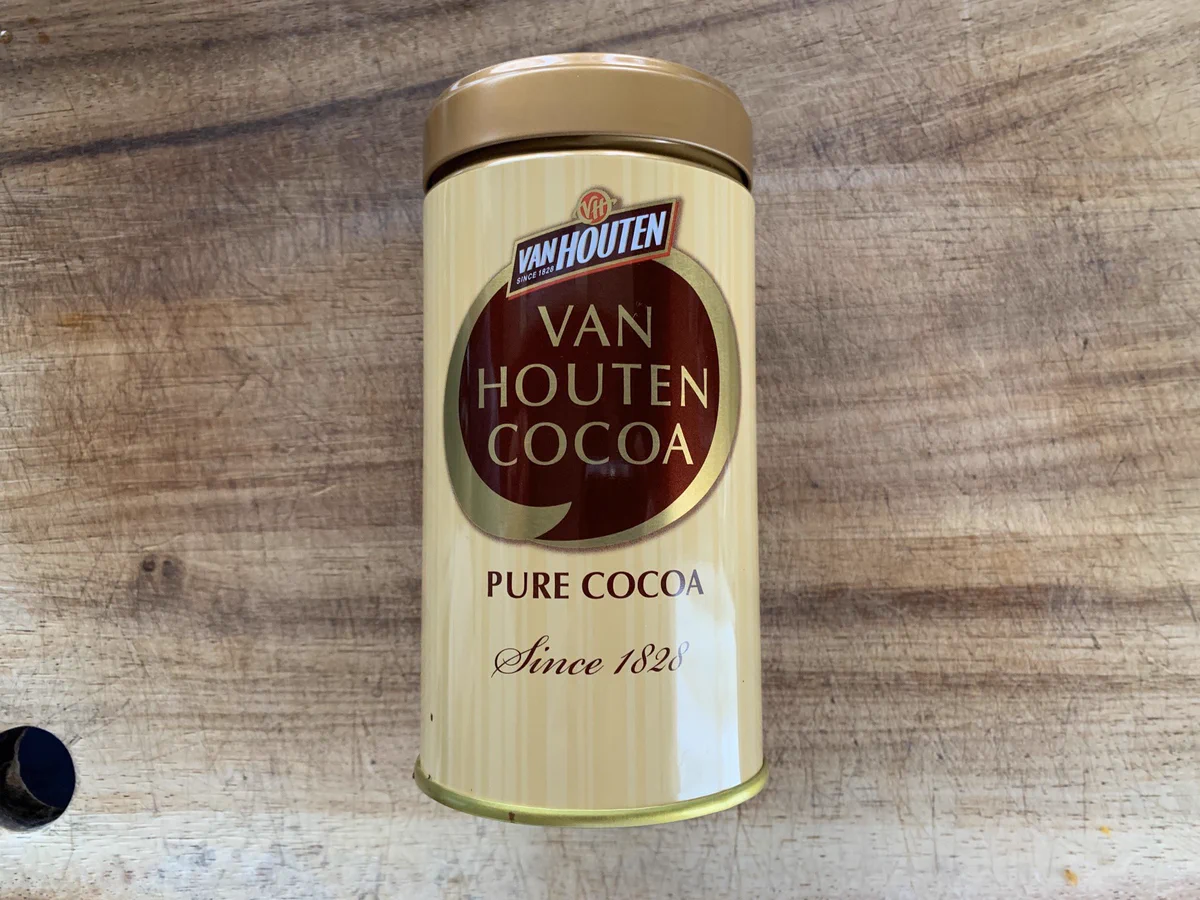 VH
VAN HOUTEN
SINCE 1828
VAN
HOUTEN
COCOA
PURE COCOA
Since 1828